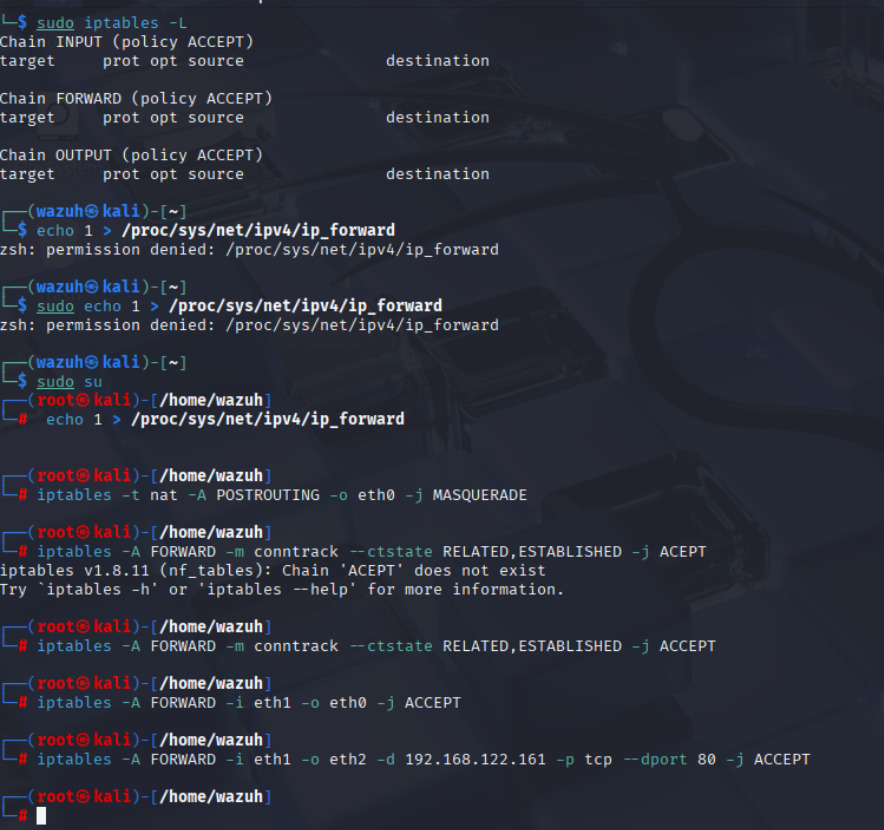 └─$ sudo iptables -L
Chain INPUT (policy ACCEPT)
target     prot opt source               destination
Chain FORWARD (policy ACCEPT)
target     prot opt source               destination
Chain OUTPUT (policy ACCEPT)
target     prot opt source               destination
┌──(wazuh㉿kali)-[~]
└─$ echo 1 > /proc/sys/net/ipv4/ip_forward
zsh: permission denied: /proc/sys/net/ipv4/ip_forward
┌──(wazuh㉿kali)-[~]
└─$ sudo echo 1 > /proc/sys/net/ipv4/ip_forward
zsh: permission denied: /proc/sys/net/ipv4/ip_forward
┌──(wazuh㉿kali)-[~]
└─$ sudo su
┌──(root㉿kali)-[/home/wazuh]
└─#  echo 1 > /proc/sys/net/ipv4/ip_forward
┌──(root㉿kali)-[/home/wazuh]
└─# iptables -t nat -A POSTROUTING -o eth0 -j MASQUERADE
┌──(root㉿kali)-[/home/wazuh]
└─# iptables -A FORWARD -m conntrack --ctstate RELATED,ESTABLISHED -j ACEPT
iptables v1.8.11 (nf_tables): Chain 'ACEPT' does not exist
Try `iptables -h' or 'iptables --help' for more information.
┌──(root㉿kali)-[/home/wazuh]
└─# iptables -A FORWARD -m conntrack --ctstate RELATED,ESTABLISHED -j ACCEPT
┌──(root㉿kali)-[/home/wazuh]
└─# iptables -A FORWARD -i eth1 -o eth0 -j ACCEPT
┌──(root㉿kali)-[/home/wazuh]
└─# iptables -A FORWARD -i eth1 -o eth2 -d 192.168.122.161 -p tcp --dport 80 -j ACCEPT
┌──(root㉿kali)-[/home/wazuh]
└─#